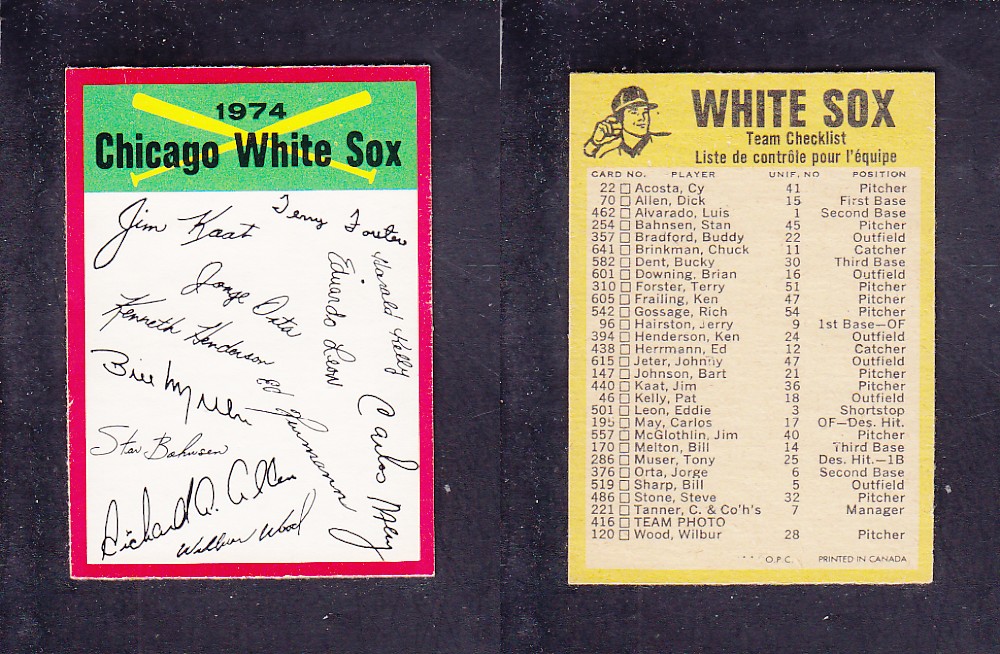 1974
Chicago White Sox
Jim Kaat
Terry Forster
Harold Kelly
Eduardo Leon
Jorge Orta
Kenneth Henderson
Ed Herrmann
Bill Melton
Carlos May
Stan Bahnsen
Richard A. Allen
Wilbur Wood
WHITE SOX
Team Checklist
Liste de contrôle pour l'équipe
CARD NO. PLAYER UNIF. NO POSITION
22 Acosta, Cy 41 Pitcher
70 Allen, Dick 15 First Base
462 Alvarado, Luis 1 Second Base
254 Bahnsen, Stan 45 Pitcher
357 Bradford, Buddy 22 Outfield
641 Brinkman, Chuck 11 Catcher
582 Dent, Bucky 30 Third Base
601 Downing, Brian 16 Outfield
310 Forster, Terry 51 Pitcher
605 Frailing, Ken 47 Pitcher
542 Gossage, Rich 54 Pitcher
96 Hairston, Jerry 9 1st Base—OF
394 Henderson, Ken 24 Outfield
438 Herrmann, Ed 12 Catcher
615 Jeter, Johnny 47 Outfield
147 Johnson, Bart 21 Pitcher
440 Kaat, Jim 36 Pitcher
46 Kelly, Pat 18 Outfield
501 Leon, Eddie 3 Shortstop
195 May, Carlos 17 OF—Des. Hit.
557 McGlothlin, Jim 40 Pitcher
170 Melton, Bill 14 Third Base
286 Muser, Tony 25 Des. Hit—1B
376 Orta, Jorge 6 Second Base
519 Sharp, Bill 5 Outfield
486 Stone, Steve 32 Pitcher
221 Tanner, C. & Co'h's 7 Manager
416 TEAM PHOTO
120 Wood, Wilbur 28 Pitcher
* * O.P.C. PRINTED IN CANADA